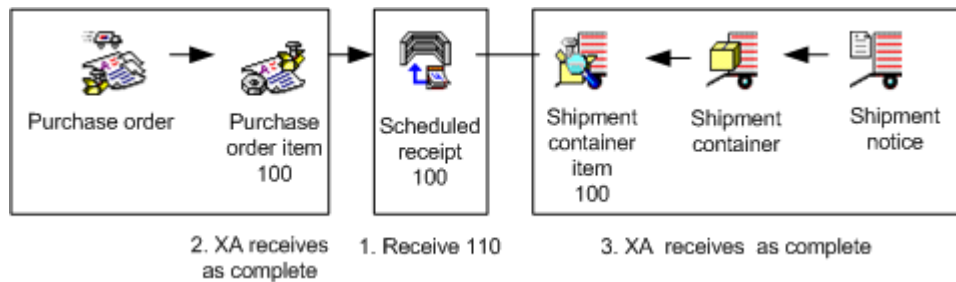 Purchase order
Purchase
order item
100
Scheduled
receipt
100
Shipment
container
item
100
Shipment
container
Shipment
notice
2. XA receives
as complete
1. Receive 110
3. XA receives as complete